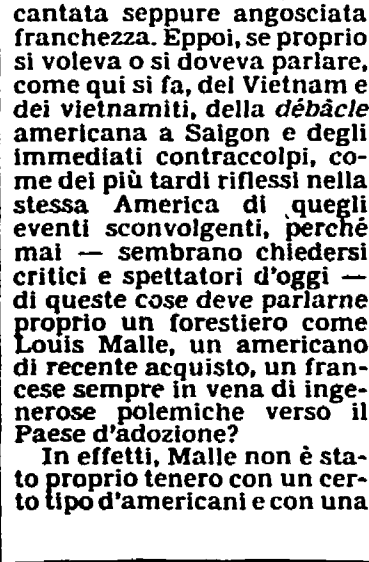 cantata seppure angosciata
franchezza. Eppoi, se proprio
si voleva o si doveva parlare,
come qui si fa, del Vietnam e
dei vietnamiti, della débàcle
americana a Saigon e degli
immediati contraccolpi, co-
me dei più tardi riflessi nella
stessa America di quegli
eventi sconvolgenti, perché
mai — sembrano chiedersi
critici e spettatori d'oggi —
di queste cose deve parlarne
proprio un forestiero come
Louis Malle, un americano
di recente acquisto, un fran-
cese sempre in vena di inge-
nerose polemiche verso il
Paese d'adozione?
In effetti, Malle non è sta-
to proprio tenero con un cer-
to tipo d'americani e con una